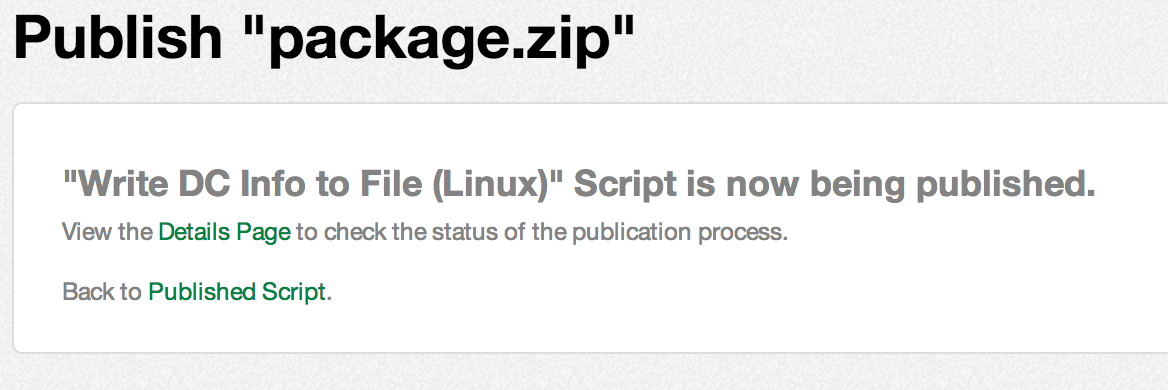 Publish "package.zip"
"Write DC Info to File (Linux)" Script is now being published.
View the Details Page to check the status of the publication process.
Back to Published Script.